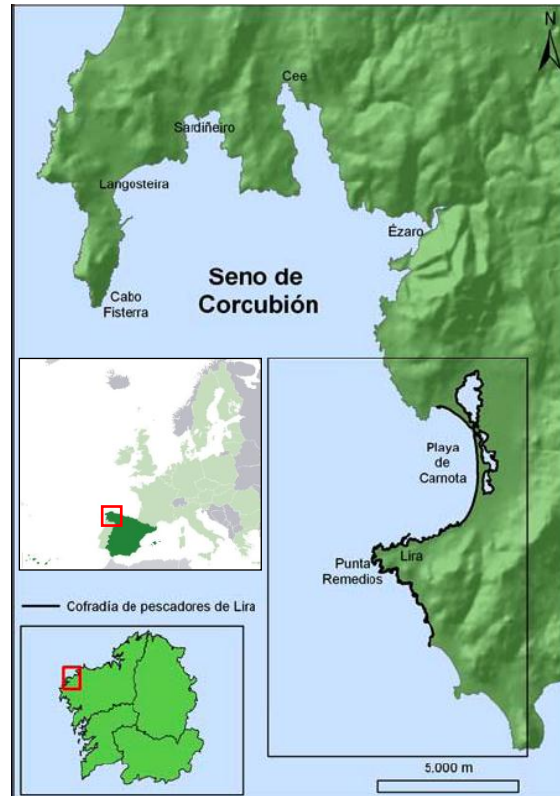 Cee
Sardiñeiro
Langosteira
Ézaro
Seno de
Corcubión
Cabo
Fisterra
Playa
de
Carnota
Lira
Punta
Remedios
Cofradía de pescadores de Lira
5,000 m